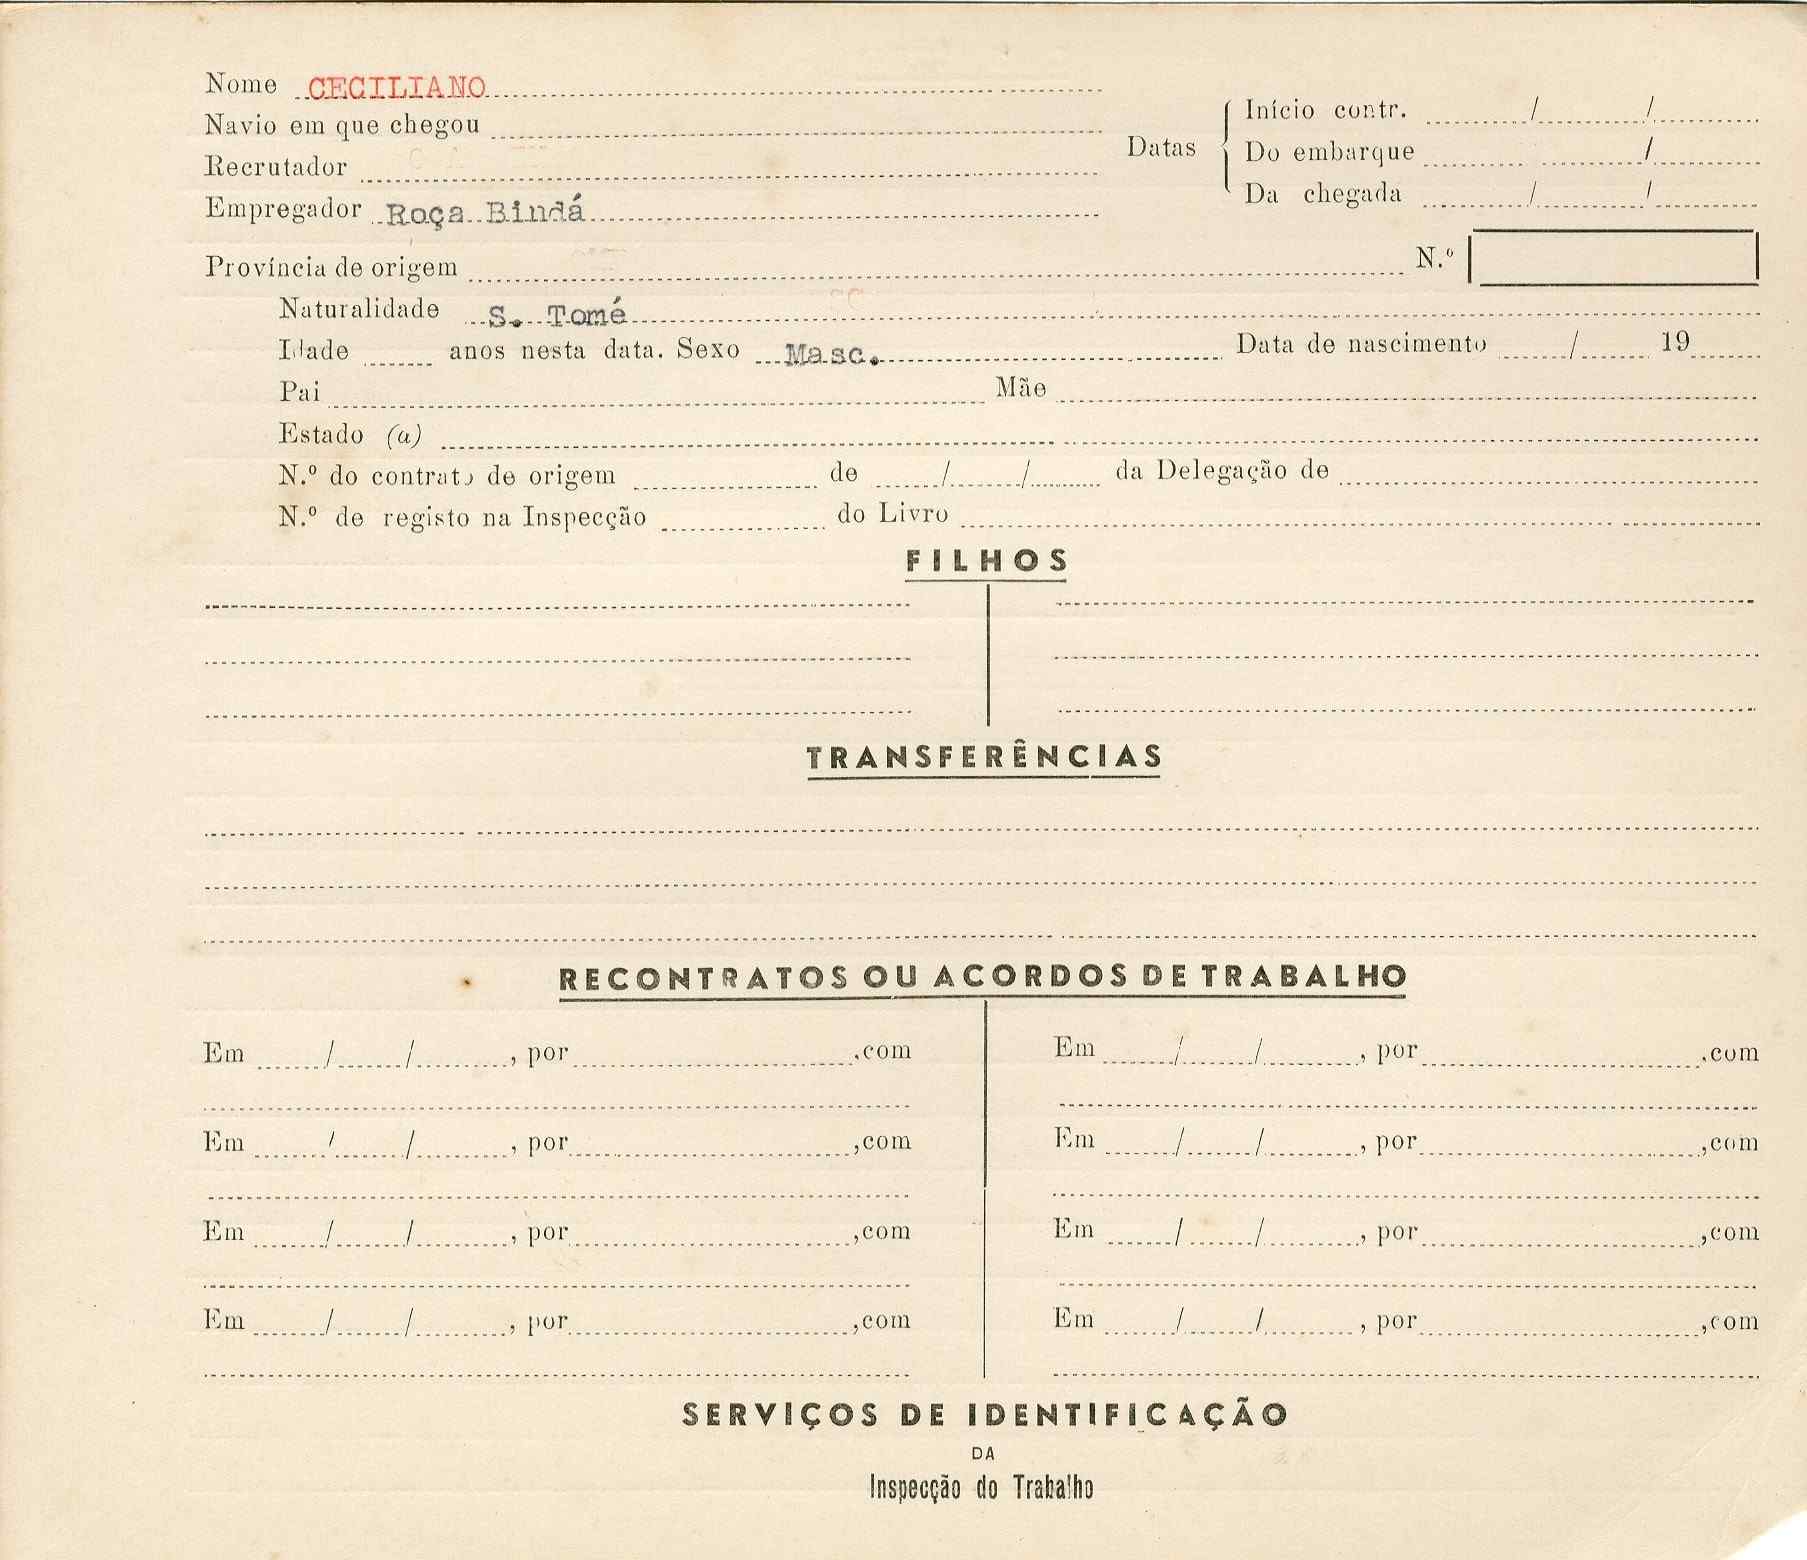 Nome CECILIANO
Navio em que chegou
Recrutador
Empregador Roça Bindá
Datas
Início contr. / /
Do embarque /
Da chegada / /
Província de origem N.º
Naturalidade S. Tomé
Idade anos nesta data. Sexo Masc. Data de nascimento / 19
Pai Mãe
Estado (a)
N.º do contrato de origem de / / da Delegação de
N.º de registo na Inspecção do Livro
FILHOS
TRANSFERÊNCIAS
RECONTRATOS OU ACORDOS DE TRABALHO
Em / / , por ,com Em / / , por ,com
Em / / , por ,com Em / / , por ,com
Em / / , por ,com Em / / , por ,com
Em / / , por ,com Em / / , por ,com
SERVIÇOS DE IDENTIFICAÇÃO
DA
Inspecção do Trabalho